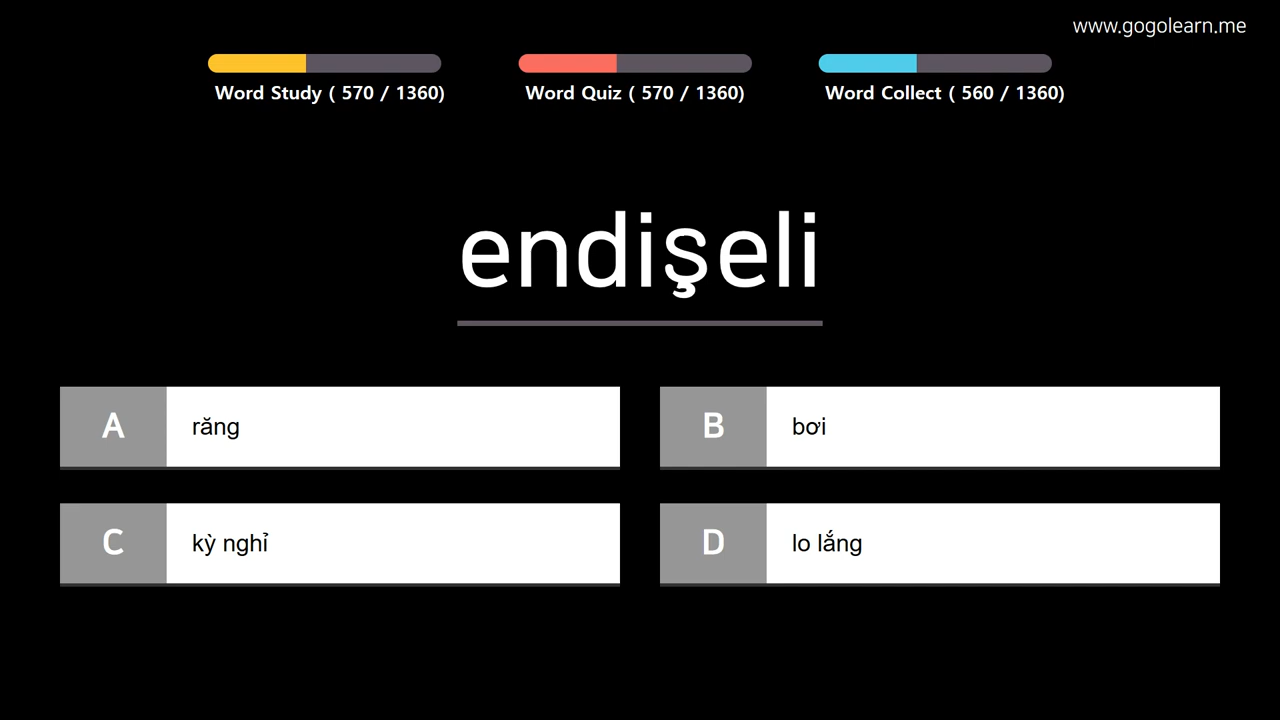 www.gogolearn.me
Word Study ( 570 / 1360)
Word Quiz ( 570 / 1360)
Word Collect ( 560 / 1360)
endişeli
A răng
B bơi
C kỳ nghỉ
D lo lắng